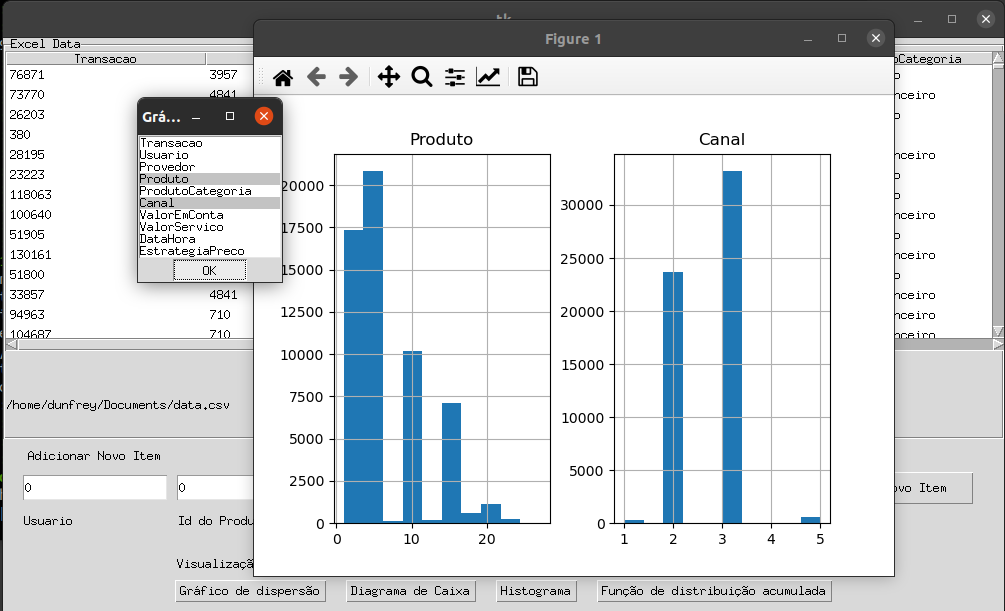 Excel Data
Transacao
76871 3957
73770 4841
26203
380
28195
23223
118063
100640
51905
130161
51800
33857 4841
94963 710
104687 710
oCategoria
o
nceiro
o
o
nceiro
o
o
nceiro
o
nceiro
o
nceiro
nceiro
nceiro
Grá...
Transacao
Usuario
Provedor
Produto
ProdutoCategoria
Canal
ValorEmConta
ValorServico
DataHora
EstrategiaPreco
OK
Figure 1
Produto
20000
17500
15000
12500
10000
7500
5000
2500
0
0 10 20
Canal
30000
25000
20000
15000
10000
5000
0
1 2 3 4 5
/home/dunfrey/Documents/data.csv
Adicionar Novo Item
0 0
ovo Item
Usuario Id do Produ
Visualizaçã
Gráfico de dispersão Diagrama de Caixa Histograma Função de distribuição acumulada